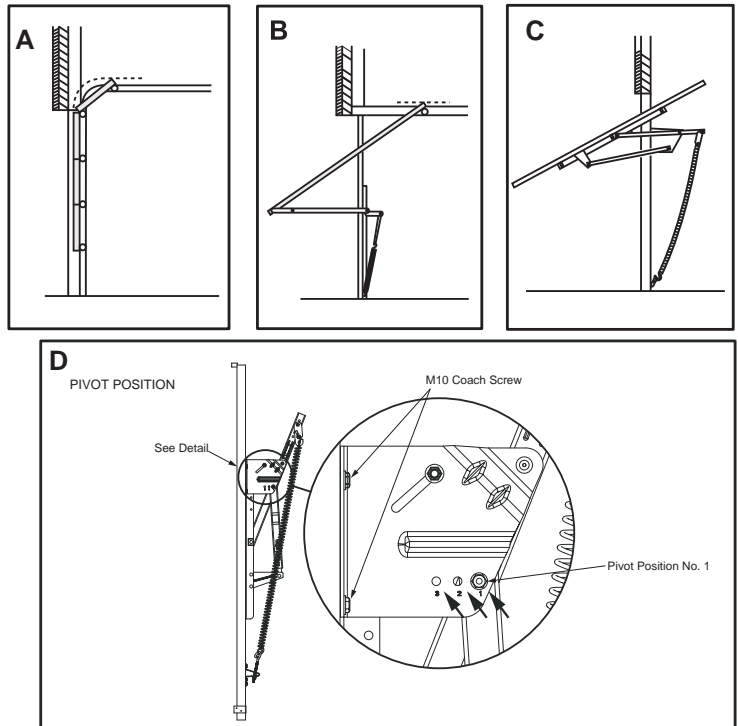 A
B
C
D
PIVOT POSITION
M10 Coach Screw
See Detail
Pivot Position No. 1
3 2 1